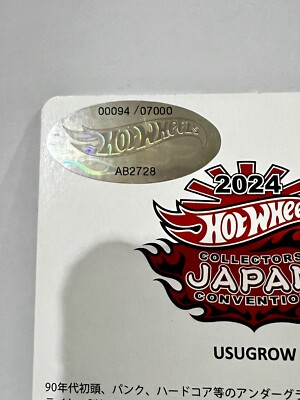 00094 /07000
HOT WHEELS
AB2728
2024
HOT WHEEL
COLLECTORS
JAPAN
CONVENTION
USUGROW
90年代初頭、パンク、ハードコア等のアンダーグラ